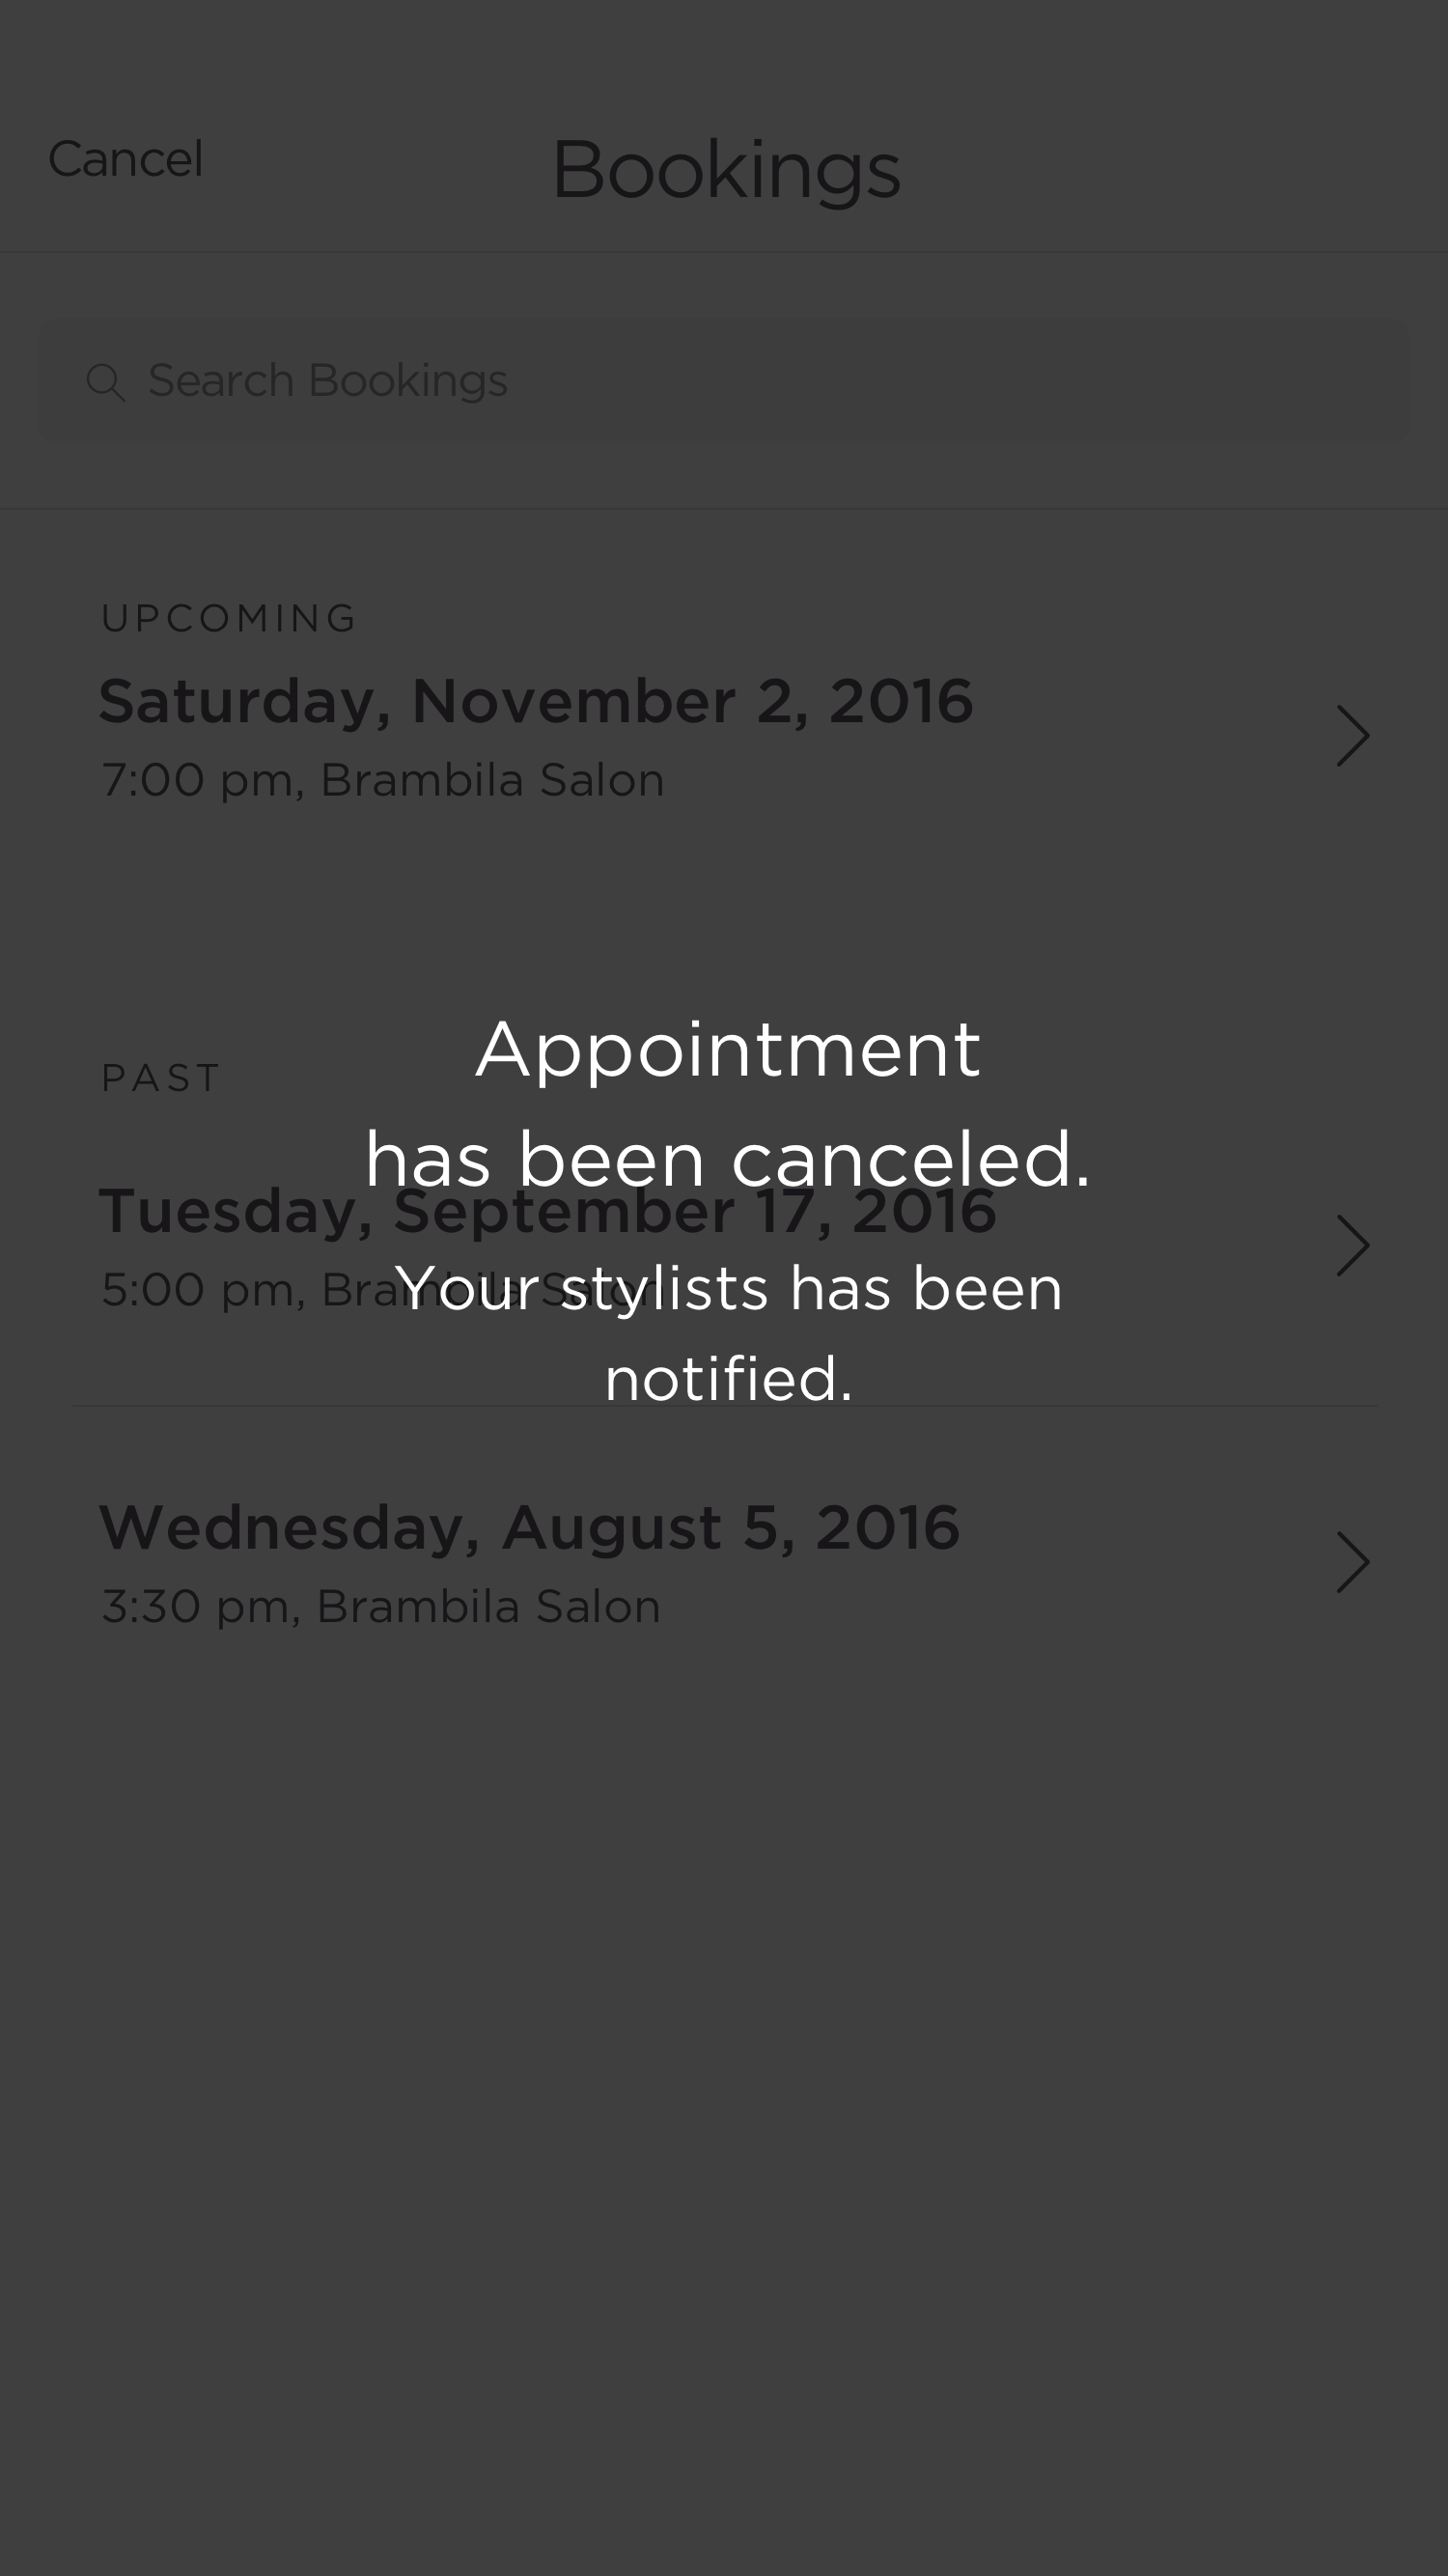 Cancel
Bookings
Search Bookings
UPCOMING
Saturday, November 2, 2016
7:00 pm, Brambila Salon
PAST
Appointment
has been canceled.
Tuesday, September 17, 2016
5:00 pm, Brambila Salon
Your stylists has been
notified.
Wednesday, August 5, 2016
3:30 pm, Brambila Salon